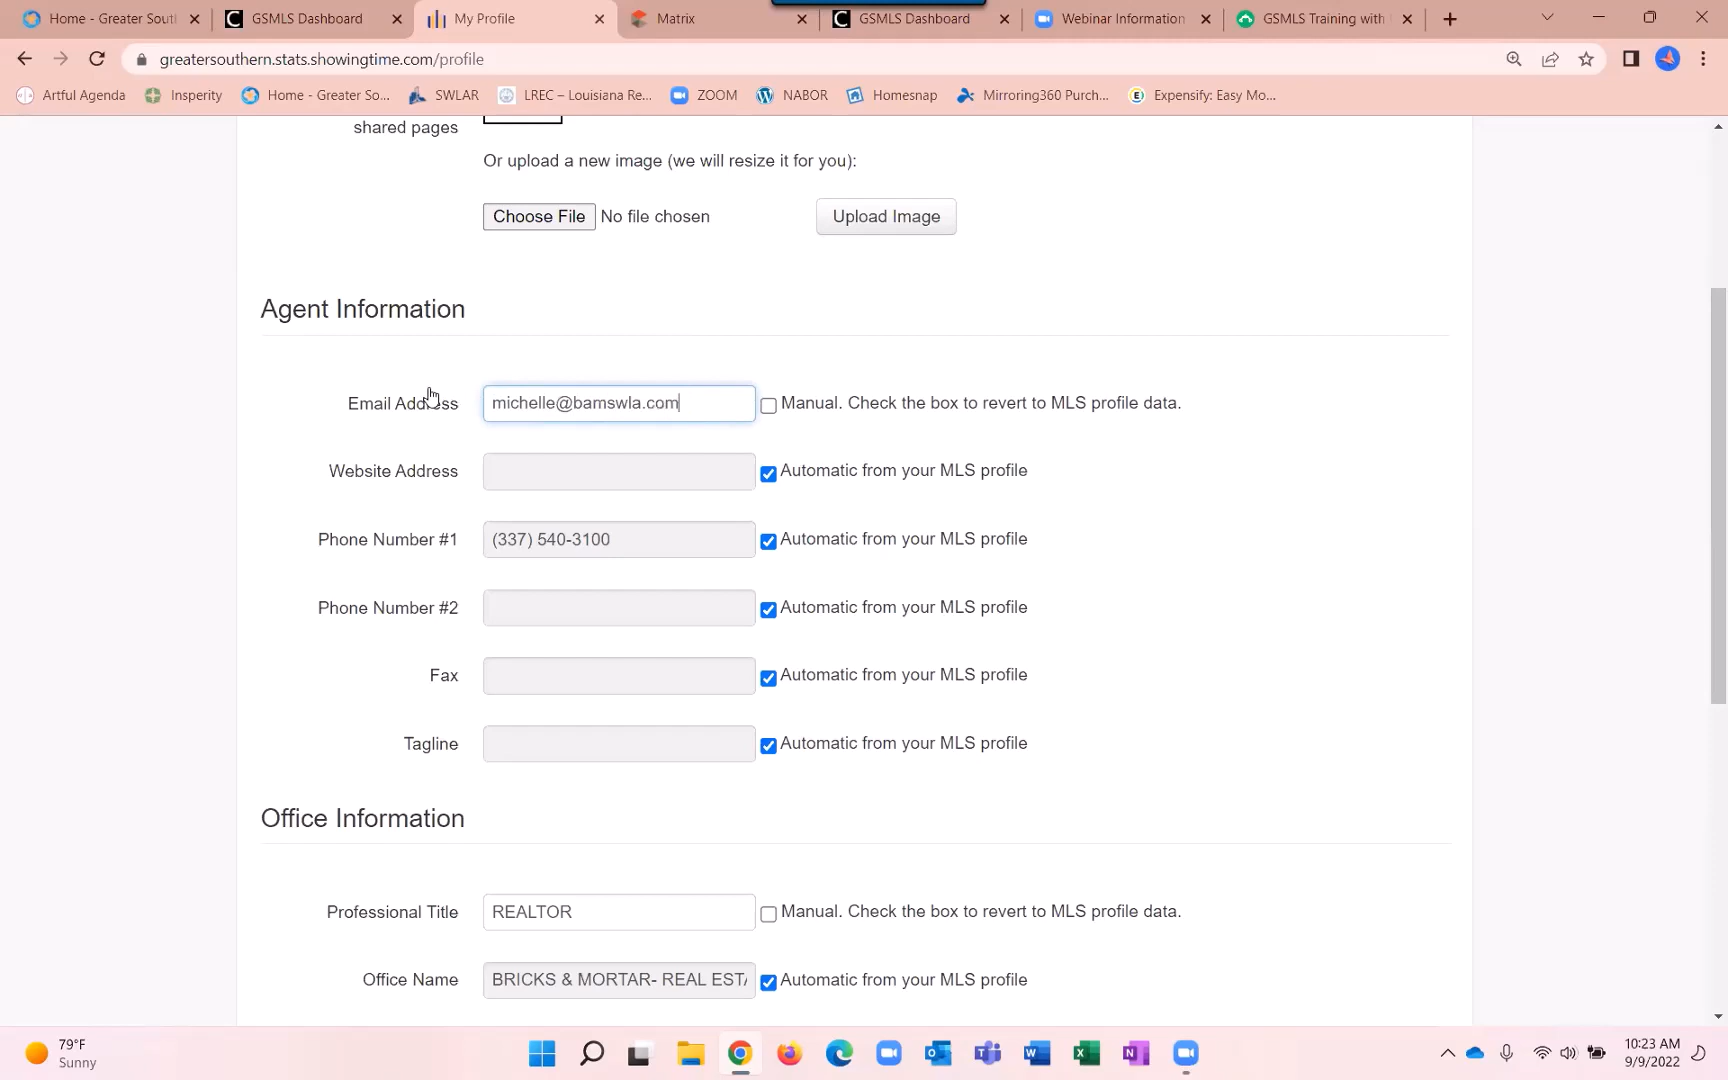 Home - Greater South
GSMLS Dashboard
My Profile
Matrix
GSMLS Dashboard
Webinar Information
GSMLS Training with
greatersouthern.stats.showingtime.com/profile
Artful Agenda
Insperity
Home - Greater So...
SWLAR
LREC – Louisiana Re...
ZOOM
NABOR
Homesnap
Mirroring360 Purch...
Expensify: Easy Mo...
shared pages
Or upload a new image (we will resize it for you):
Choose File No file chosen
Upload Image
Agent Information
Email Address
michelle@bamswla.com
Manual. Check the box to revert to MLS profile data.
Website Address
Automatic from your MLS profile
Phone Number #1
(337) 540-3100
Automatic from your MLS profile
Phone Number #2
Automatic from your MLS profile
Fax
Automatic from your MLS profile
Tagline
Automatic from your MLS profile
Office Information
Professional Title
REALTOR
Manual. Check the box to revert to MLS profile data.
Office Name
BRICKS & MORTAR- REAL EST
Automatic from your MLS profile
79°F
Sunny
10:23 AM
9/9/2022